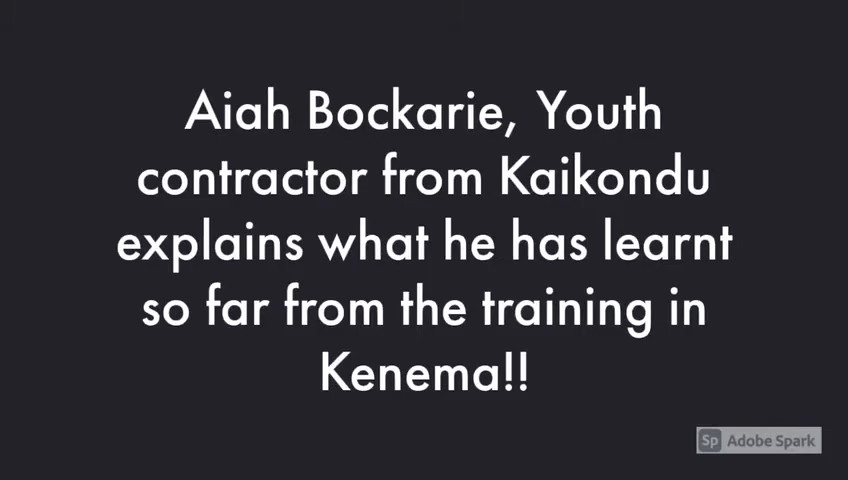 Aiah Bockarie, Youth
contractor from Kaikondu
explains what he has learnt
so far from the training in
Kenema!!
Sp Adobe Spark